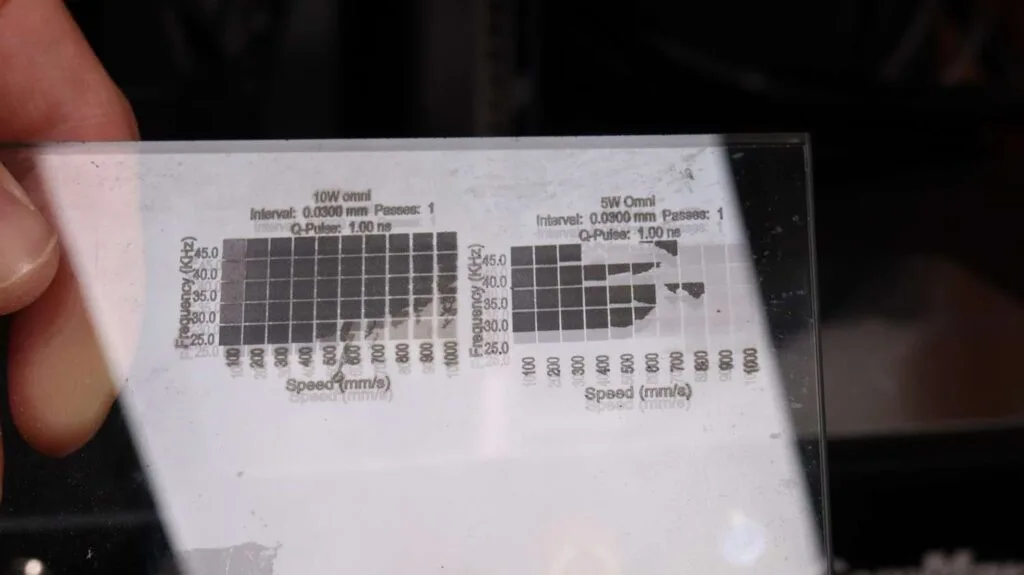 10W omni
Interval: 0.0300 mm Passes: 1
Q-Pulse: 1.00 ns
Frequency (KHz)
45.0
40.0
35.0
30.0
25.0
100 200 300 400 500 600 700 800 900 1000
Speed (mm/s)
5W Omni
Interval: 0.0300 mm Passes: 1
Q-Pulse: 1.00 ns
Frequency (KHz)
45.0
40.0
35.0
30.0
25.0
100 200 300 400 500 600 700 800 900 1000
Speed (mm/s)